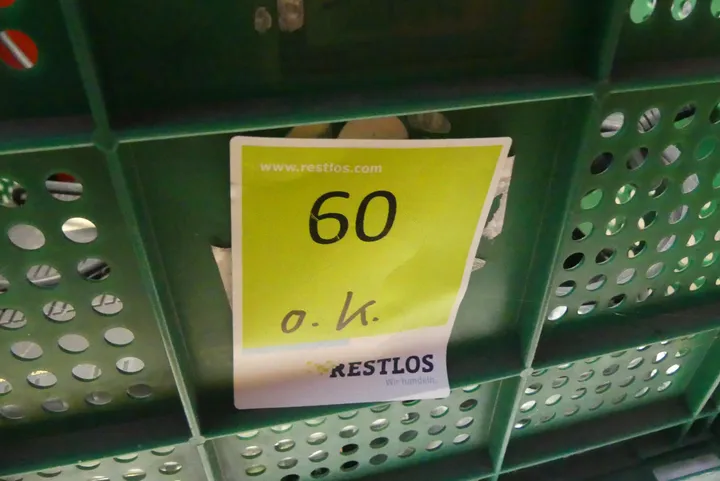 www.restlos.com
60
o. k.
RESTLOS
Wir handeln.